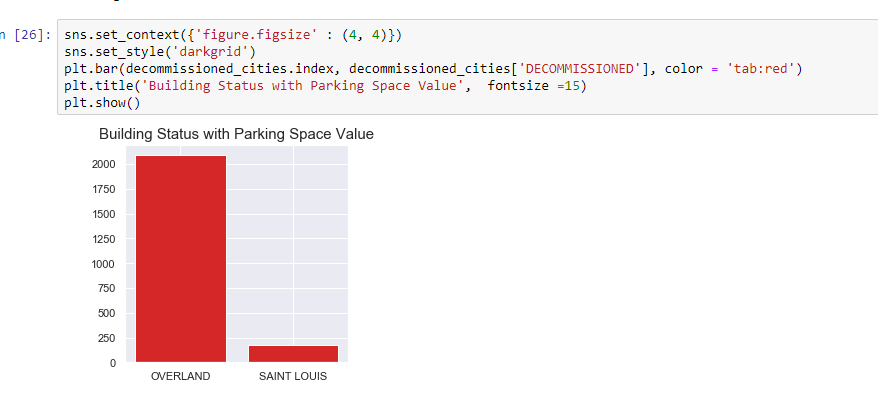 n [26]:
sns.set_context({'figure.figsize' : (4, 4)})
sns.set_style('darkgrid')
plt.bar(decommissioned_cities.index, decommissioned_cities['DECOMMISSIONED'], color = 'tab:red')
plt.title('Building Status with Parking Space Value',  fontsize =15)
plt.show()
Building Status with Parking Space Value
2000
1750
1500
1250
1000
750
500
250
0
OVERLAND SAINT LOUIS